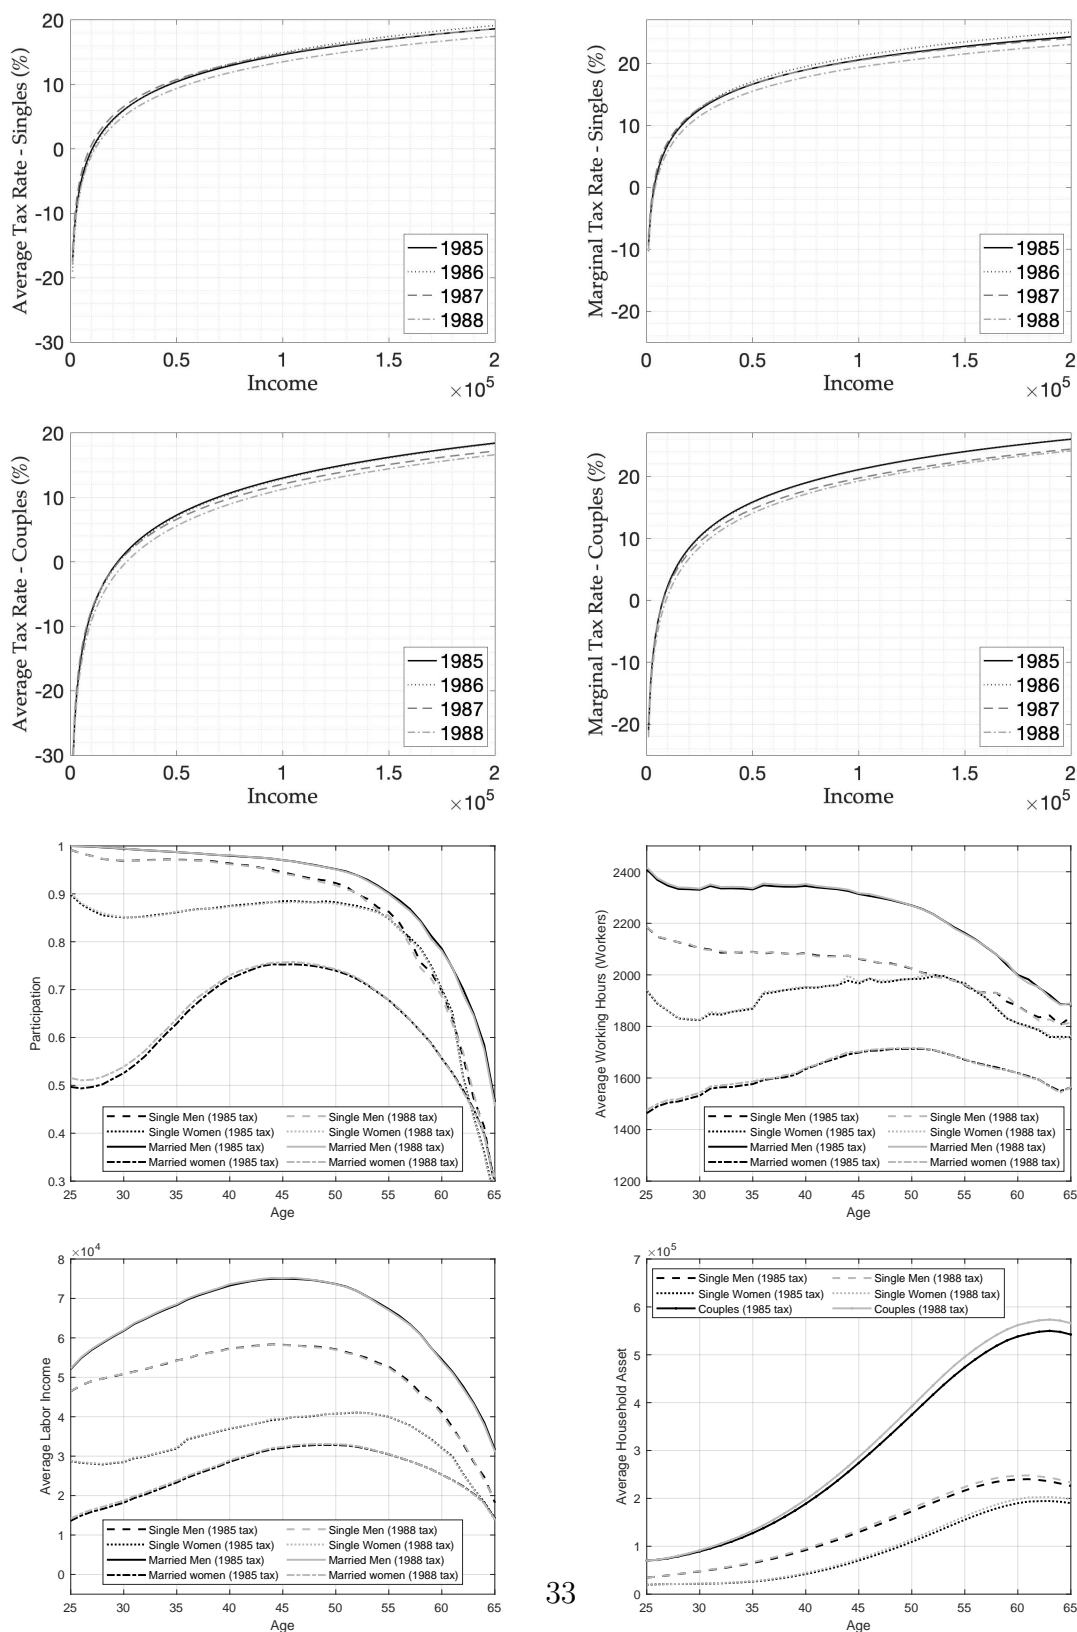 20
10
0
-10
-20
-30
Average Tax Rate - Singles (%)
1985
1986
1987
1988
0 0.5 1 1.5 2
Income
×10^5
20
10
0
-10
-20
Marginal Tax Rate - Singles (%)
1985
1986
1987
1988
0 0.5 1 1.5 2
Income
×10^5
20
10
0
-10
-20
-30
Average Tax Rate - Couples (%)
1985
1986
1987
1988
0 0.5 1 1.5 2
Income
×10^5
20
10
0
-10
-20
Marginal Tax Rate - Couples (%)
1985
1986
1987
1988
0 0.5 1 1.5 2
Income
×10^5
1
0.9
0.8
0.7
0.6
0.5
0.4
0.3
Participation
Single Men (1985 tax) Single Men (1988 tax)
Single Women (1985 tax) Single Women (1988 tax)
Married Men (1985 tax) Married Men (1988 tax)
Married women (1985 tax) Married women (1988 tax)
25 30 35 40 45 50 55 60 65
Age
2400
2200
2000
1800
1600
1400
1200
Average Working Hours (Workers)
Single Men (1985 tax) Single Men (1988 tax)
Single Women (1985 tax) Single Women (1988 tax)
Married Men (1985 tax) Married Men (1988 tax)
Married women (1985 tax) Married women (1988 tax)
25 30 35 40 45 50 55 60 65
Age
×10^4
8
7
6
5
4
3
2
1
0
Average Labor Income
Single Men (1985 tax) Single Men (1988 tax)
Single Women (1985 tax) Single Women (1988 tax)
Married Men (1985 tax) Married Men (1988 tax)
Married women (1985 tax) Married women (1988 tax)
25 30 35 40 45 50 55 60 65
Age
×10^5
7
6
5
4
3
2
1
0
Average Household Asset
Single Men (1985 tax) Single Men (1988 tax)
Single Women (1985 tax) Single Women (1988 tax)
Couples (1985 tax) Couples (1988 tax)
25 30 35 40 45 50 55 60 65
Age
33